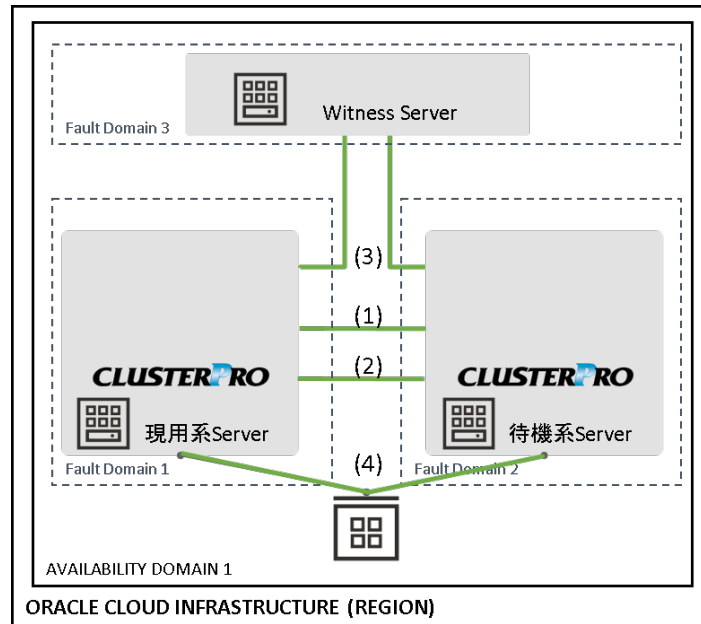 Witness Server
Fault Domain 3
(3)
(1)
(2)
CLUSTERPRO
CLUSTERPRO
現用系Server
待機系Server
Fault Domain 1
(4)
Fault Domain 2
AVAILABILITY DOMAIN 1
ORACLE CLOUD INFRASTRUCTURE (REGION)